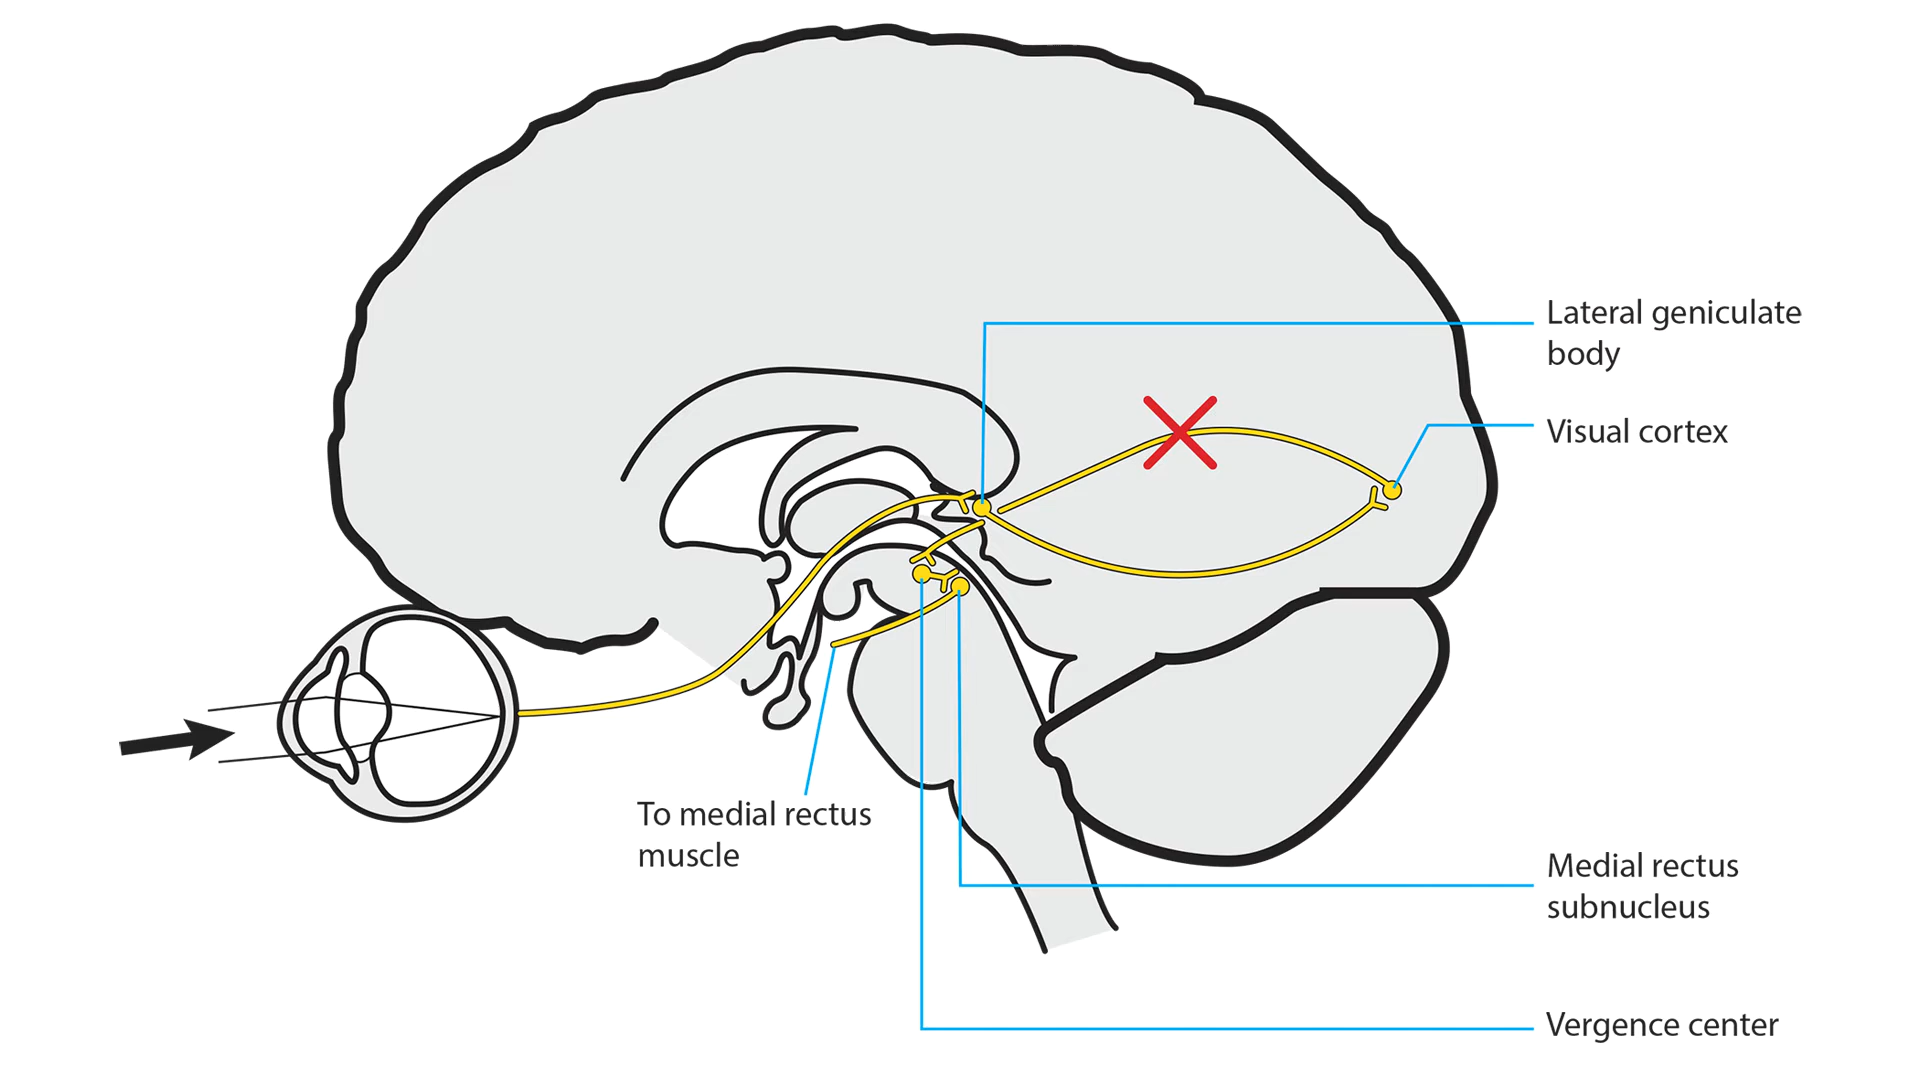 Lateral geniculate
body
Visual cortex
To medial rectus
muscle
Medial rectus
subnucleus
Vergence center